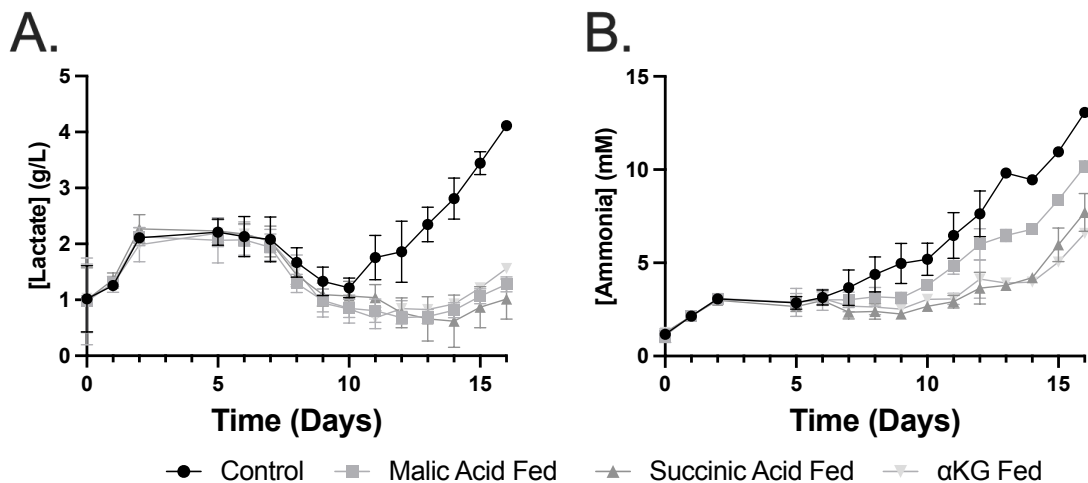 A.
B.
[Lactate] (g/L)
5
4
3
2
1
0
0
5
10
15
Time (Days)
[Ammonia] (mM)
15
10
5
0
0
5
10
15
Time (Days)
Control
Malic Acid Fed
Succinic Acid Fed
αKG Fed